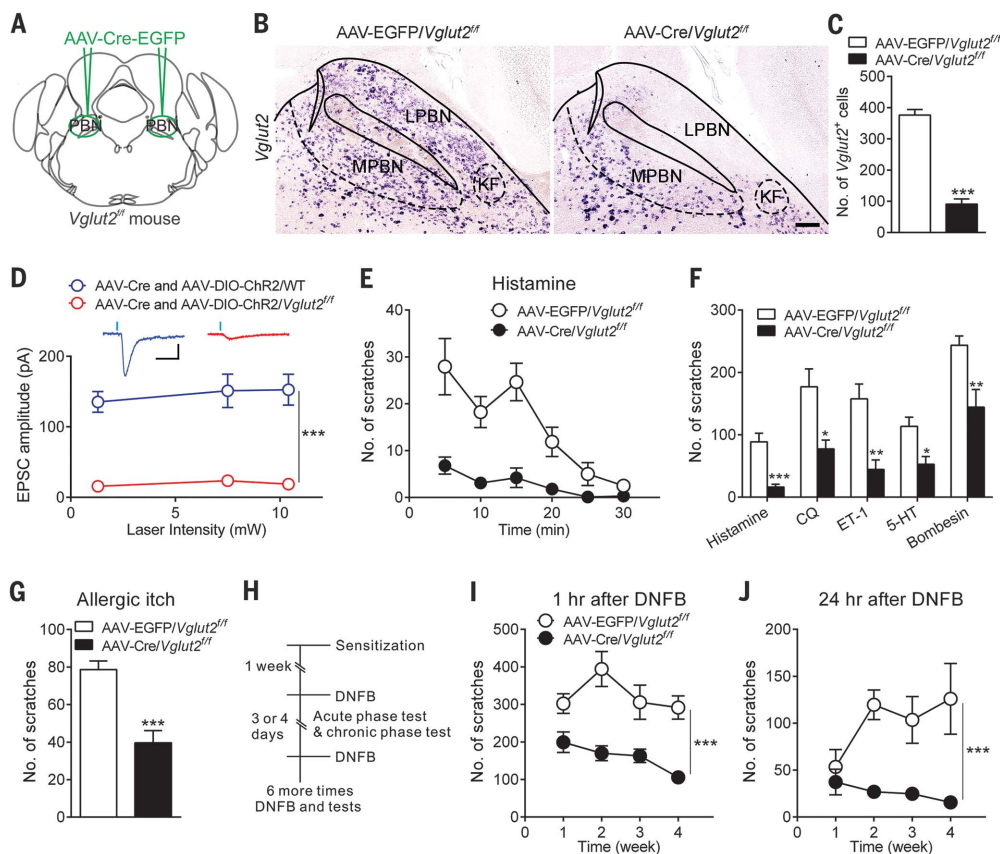 A
AAV-Cre-EGFP
PBN
PBN
Vglut2f/f mouse
B
AAV-EGFP/Vglut2f/f
AAV-Cre/Vglut2f/f
Vglut2
LPBN
MPBN
KF
LPBN
MPBN
KF
C
AAV-EGFP/Vglut2f/f
AAV-Cre/Vglut2f/f
No. of Vglut2+ cells
500
400
300
200
100
0
***
D
AAV-Cre and AAV-DIO-ChR2/WT
AAV-Cre and AAV-DIO-ChR2/Vglut2f/f
EPSC amplitude (pA)
200
150
100
50
0
***
0
5
10
Laser Intensity (mW)
E
Histamine
AAV-EGFP/Vglut2f/f
AAV-Cre/Vglut2f/f
No. of scratches
40
30
20
10
0
10
20
30
Time (min)
F
AAV-EGFP/Vglut2f/f
AAV-Cre/Vglut2f/f
No. of scratches
300
200
100
0
***
*
**
*
**
Histamine
CQ
ET-1
5-HT
Bombesin
G
Allergic itch
AAV-EGFP/Vglut2f/f
AAV-Cre/Vglut2f/f
No. of scratches
100
80
60
40
20
0
***
H
Sensitization
1 week
DNFB
3 or 4
days
Acute phase test
& chronic phase test
DNFB
6 more times
DNFB and tests
I
1 hr after DNFB
AAV-EGFP/Vglut2f/f
AAV-Cre/Vglut2f/f
No. of scratches
500
400
300
200
100
0
***
0
1
2
3
4
Time (week)
J
24 hr after DNFB
No. of scratches
200
150
100
50
0
***
0
1
2
3
4
Time (week)